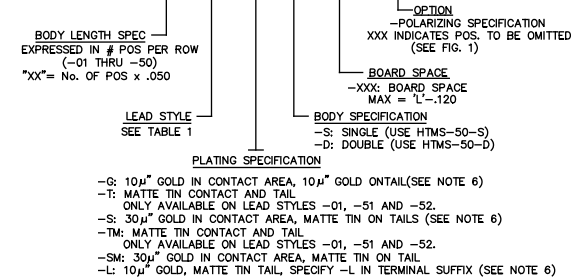 OPTION
-POLARIZING SPECIFICATION
XXX INDICATES POS. TO BE OMITTED
(SEE FIG. 1)
BODY LENGTH SPEC
EXPRESSED IN # POS PER ROW
(-01 THRU -50)
"XX"= No. OF POS x .050
BOARD SPACE
-XXX: BOARD SPACE
MAX = 'L'-.120
LEAD STYLE
SEE TABLE 1
BODY SPECIFICATION
-S: SINGLE (USE HTMS-50-S)
-D: DOUBLE (USE HTMS-50-D)
PLATING SPECIFICATION
-G: 10µ" GOLD IN CONTACT AREA, 10µ" GOLD ONTAIL(SEE NOTE 6)
-T: MATTE TIN CONTACT AND TAIL
ONLY AVAILABLE ON LEAD STYLES -01, -51 AND -52.
-S: 30µ" GOLD IN CONTACT AREA, MATTE TIN ON TAILS (SEE NOTE 6)
-TM: MATTE TIN CONTACT AND TAIL
ONLY AVAILABLE ON LEAD STYLES -01, -51 AND -52.
-SM: 30µ" GOLD IN CONTACT AREA, MATTE TIN ON TAIL
-L: 10µ" GOLD, MATTE TIN TAIL, SPECIFY -L IN TERMINAL SUFFIX (SEE NOTE 6)